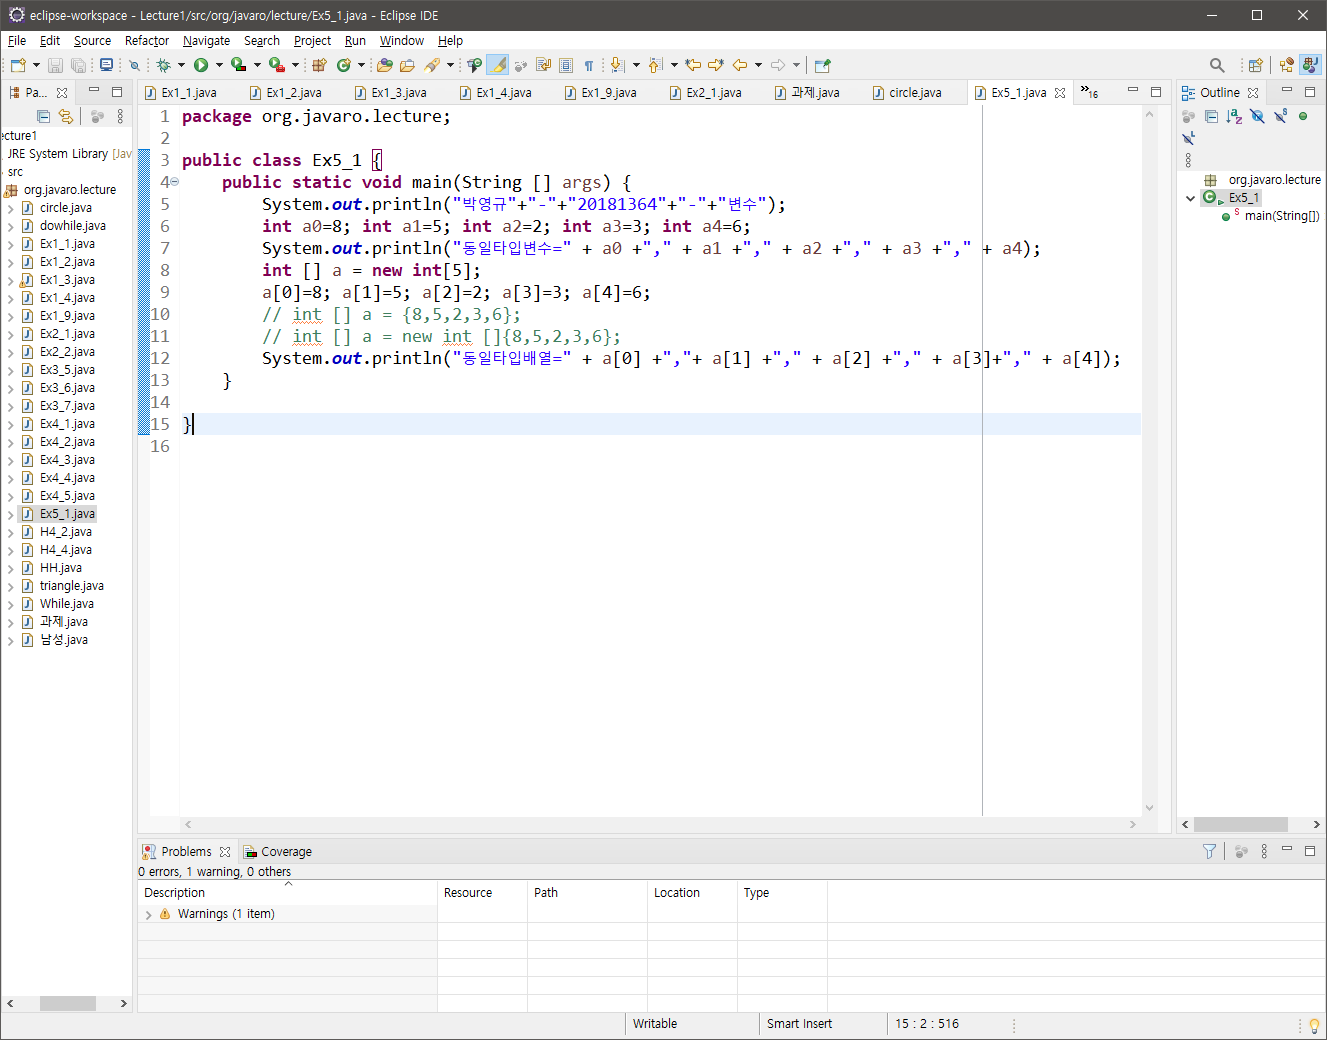 eclipse-workspace - Lecture1/src/org/javaro/lecture/Ex5_1.java - Eclipse IDE
File Edit Source Refactor Navigate Search Project Run Window Help
Pa...
Ex1_1.java Ex1_2.java Ex1_3.java Ex1_4.java Ex1_9.java Ex2_1.java 과제.java circle.java Ex5_1.java »16
Outline
ecture1
JRE System Library [Jav
src
org.javaro.lecture
circle.java
dowhile.java
Ex1_1.java
Ex1_2.java
Ex1_3.java
Ex1_4.java
Ex1_9.java
Ex2_1.java
Ex2_2.java
Ex3_5.java
Ex3_6.java
Ex3_7.java
Ex4_1.java
Ex4_2.java
Ex4_3.java
Ex4_4.java
Ex4_5.java
Ex5_1.java
H4_2.java
H4_4.java
HH.java
triangle.java
While.java
과제.java
남성.java
1 package org.javaro.lecture;
2
3 public class Ex5_1 {
4 public static void main(String [] args) {
5 System.out.println("박영규"+"-"+"20181364"+"-"+"변수");
6 int a0=8; int a1=5; int a2=2; int a3=3; int a4=6;
7 System.out.println("동일타입변수=" + a0 +"," + a1 +"," + a2 +"," + a3 +"," + a4);
8 int [] a = new int[5];
9 a[0]=8; a[1]=5; a[2]=2; a[3]=3; a[4]=6;
10 // int [] a = {8,5,2,3,6};
11 // int [] a = new int []{8,5,2,3,6};
12 System.out.println("동일타입배열=" + a[0] +","+ a[1] +"," + a[2] +"," + a[3]+"," + a[4]);
13 }
14
15 }
16
org.javaro.lecture
Ex5_1
main(String[])
Problems Coverage
0 errors, 1 warning, 0 others
Description Resource Path Location Type
Warnings (1 item)
Writable Smart Insert 15 : 2 : 516